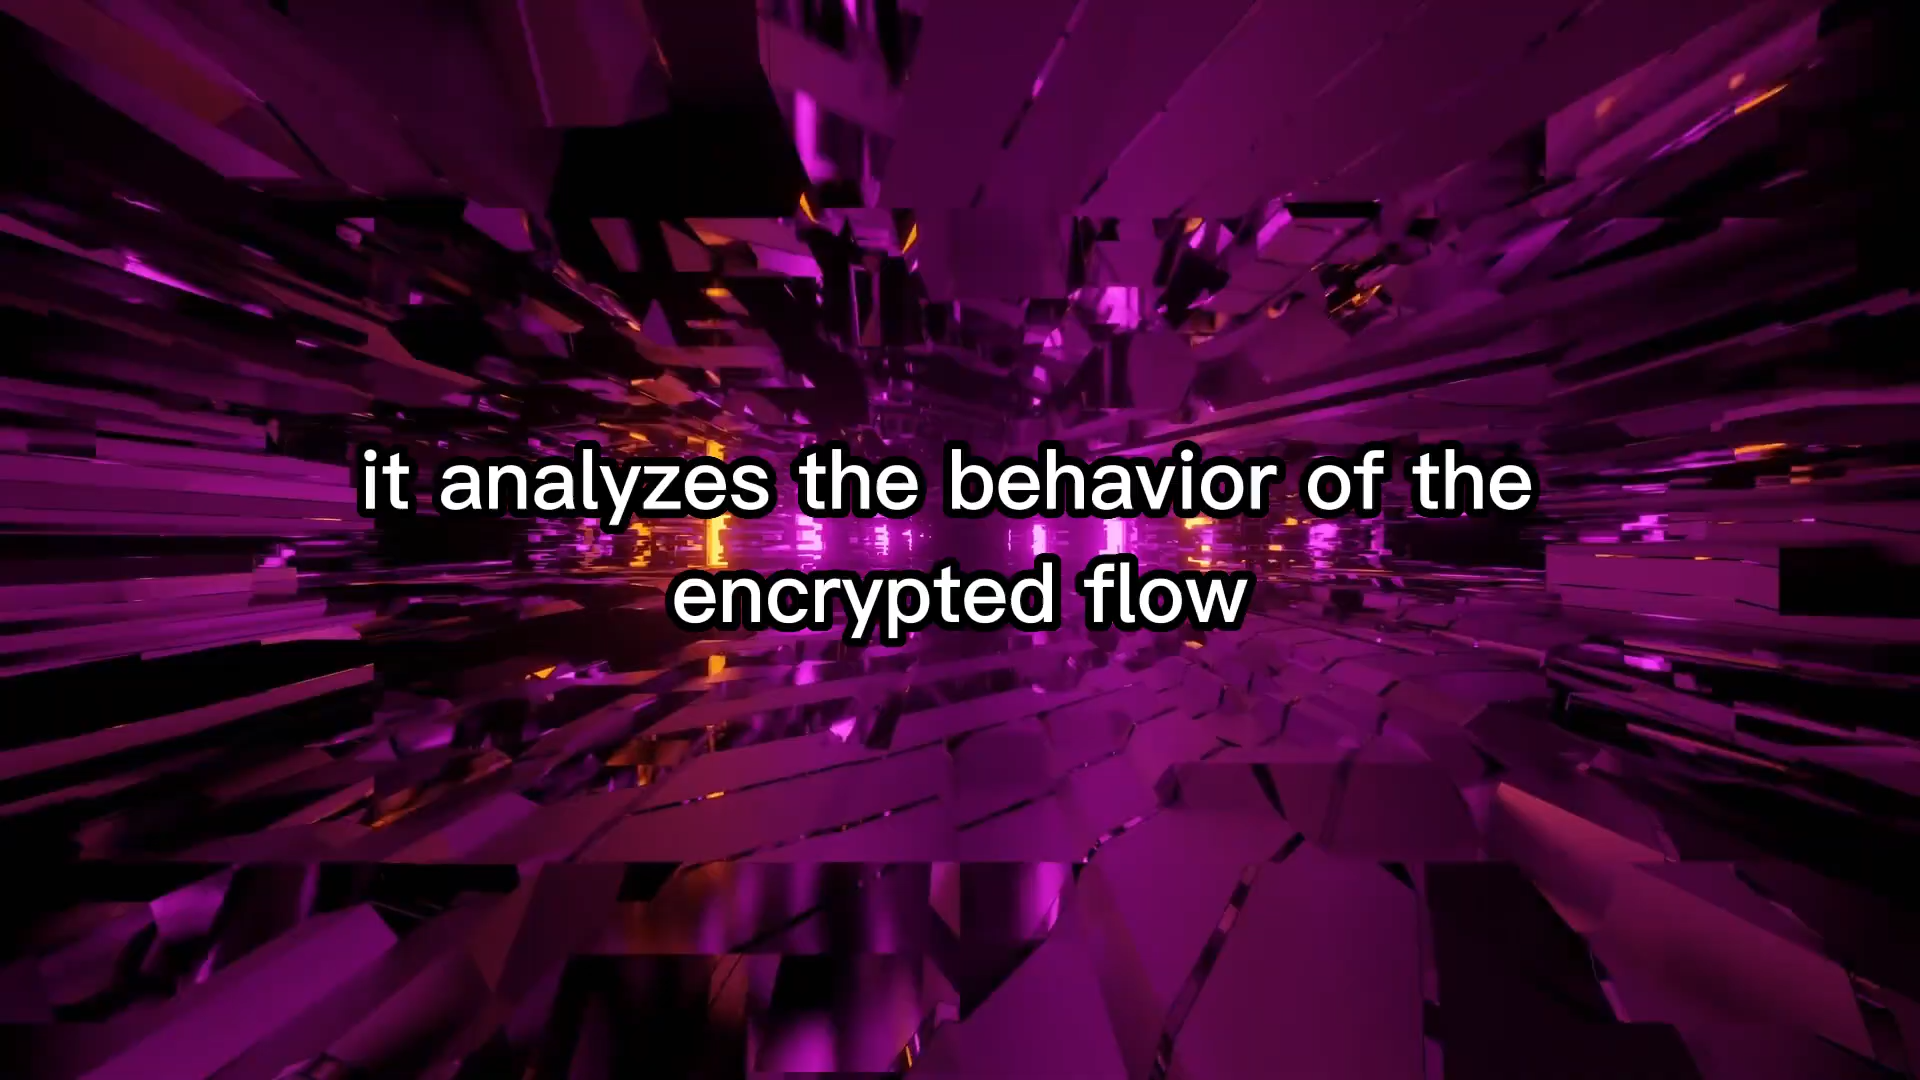 it analyzes the behavior of the
encrypted flow